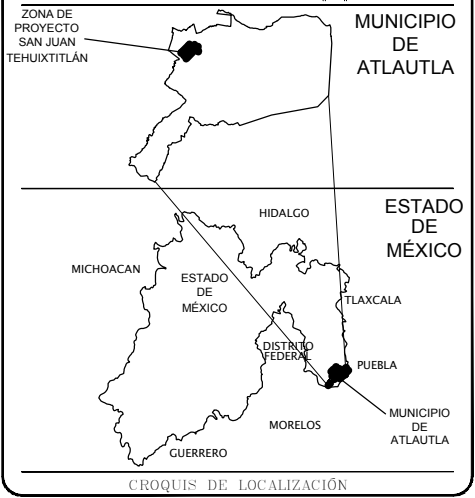 ZONA DE
PROYECTO
SAN JUAN
TEHUIXTITLÁN
MUNICIPIO
DE
ATLAUTLA
ESTADO
DE
MÉXICO
HIDALGO
MICHOACAN
ESTADO
DE
MÉXICO
TLAXCALA
DISTRITO
FEDERAL
PUEBLA
MUNICIPIO
DE
ATLAUTLA
MORELOS
GUERRERO
CROQUIS DE LOCALIZACIÓN